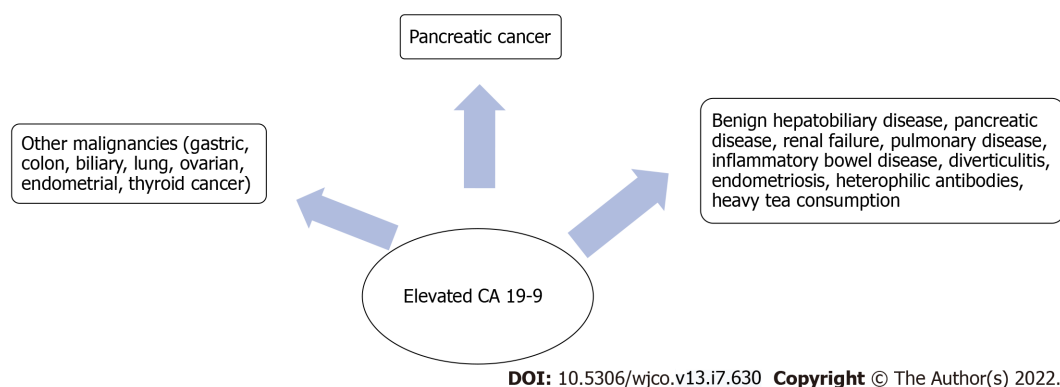 Pancreatic cancer
Other malignancies (gastric,
colon, biliary, lung, ovarian,
endometrial, thyroid cancer)
Benign hepatobiliary disease, pancreatic
disease, renal failure, pulmonary disease,
inflammatory bowel disease, diverticulitis,
endometriosis, heterophilic antibodies,
heavy tea consumption
Elevated CA 19-9
DOI: 10.5306/wjco.v13.i7.630 Copyright © The Author(s) 2022.